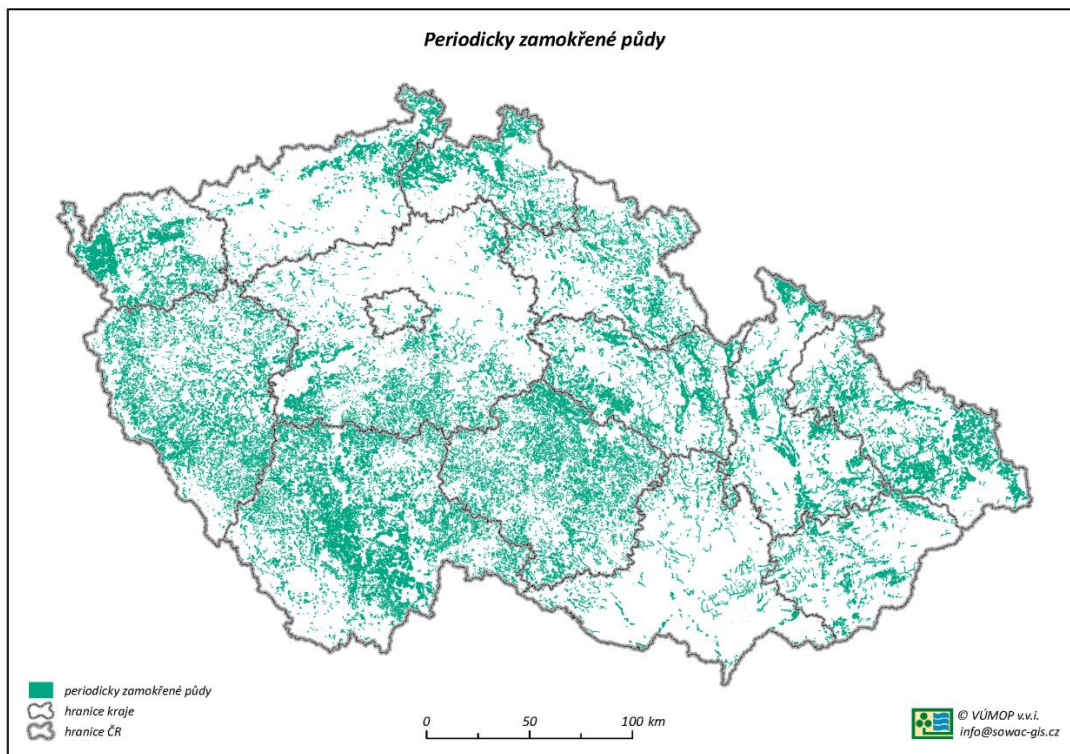 Periodicky zamokřené půdy
periodicky zamokřené půdy
hranice kraje
hranice ČR
0 50 100 km
© VÚMOP v.v.i.
info@sowac-gis.cz